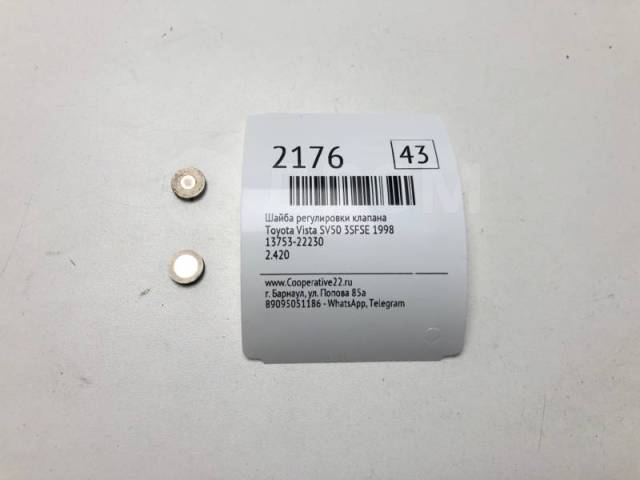 2176 43
Шайба регулировки клапана
Toyota Vista SV50 3SFSE 1998
13753-22230
2.420
www.Cooperative22.ru
г. Барнаул, ул. Попова 85а
89095051186 - WhatsApp, Telegram